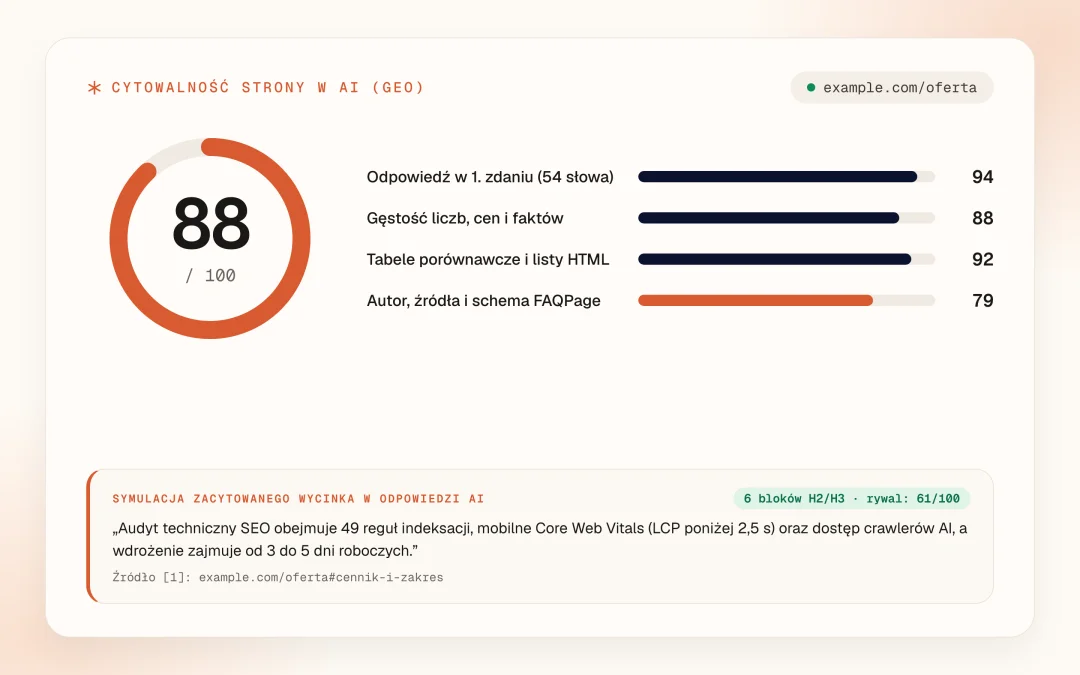 CYTOWALNOŚĆ STRONY W AI (GEO)
example.com/oferta
88
/ 100
Odpowiedź w 1. zdaniu (54 słowa) 94
Gęstość liczb, cen i faktów 88
Tabele porównawcze i listy HTML 92
Autor, źródła i schema FAQPage 79
SYMULACJA ZACYTOWANEGO WYCINKA W ODPOWIEDZI AI
6 bloków H2/H3 · rywal: 61/100
„Audyt techniczny SEO obejmuje 49 reguł indeksacji, mobilne Core Web Vitals (LCP poniżej 2,5 s) oraz dostęp crawlerów AI, a
wdrożenie zajmuje od 3 do 5 dni roboczych.”
Źródło [1]: example.com/oferta#cennik-i-zakres